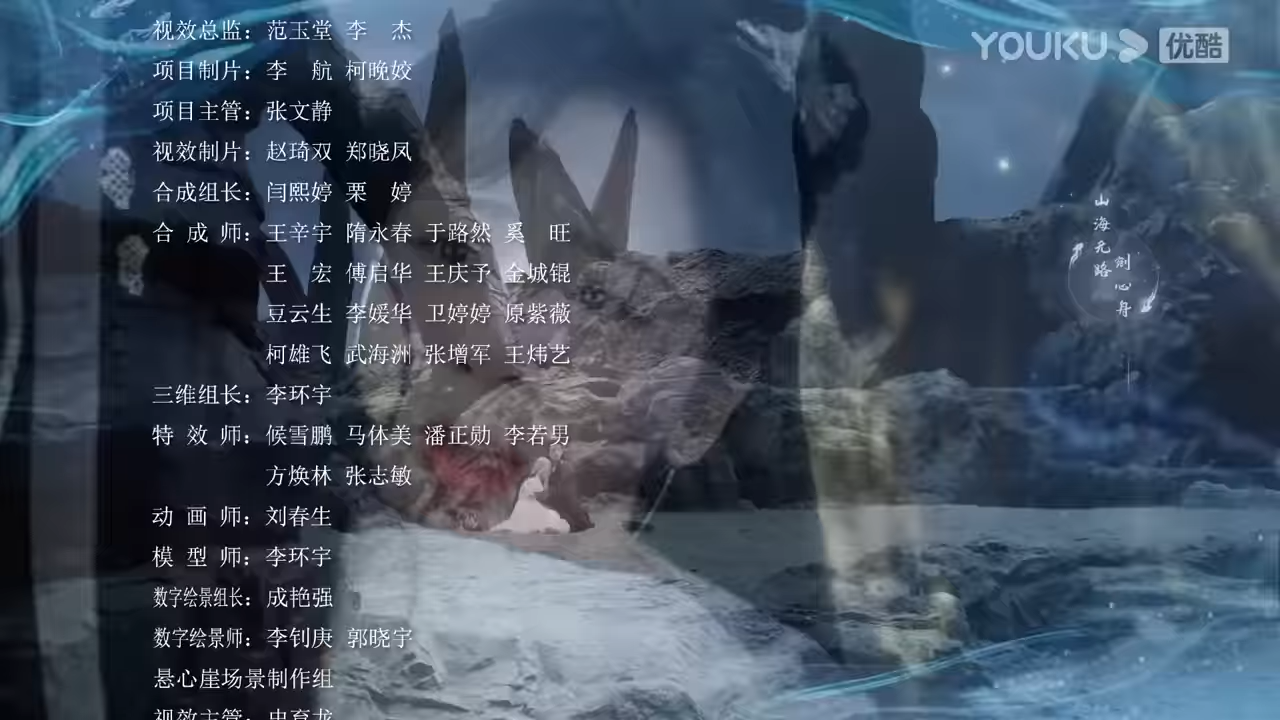 视效总监：范玉堂 李 杰
YOUKU 优酷
项目制片：李 航 柯晚姣
项目主管：张文静
视效制片：赵琦双 郑晓凤
合成组长：闫熙婷 栗 婷
合 成 师：王辛宇 隋永春 于路然 奚 旺
王 宏 傅启华 王庆予 金城锟
豆云生 李媛华 卫婷婷 原紫薇
柯雄飞 武海洲 张增军 王炜艺
山海无路
剑心舟
三维组长：李环宇
特 效 师：候雪鹏 马体美 潘正勋 李若男
方焕林 张志敏
动 画 师：刘春生
模 型 师：李环宇
数字绘景组长：成艳强
数字绘景师：李钊庚 郭晓宇
悬心崖场景制作组
视效主管：史育龙